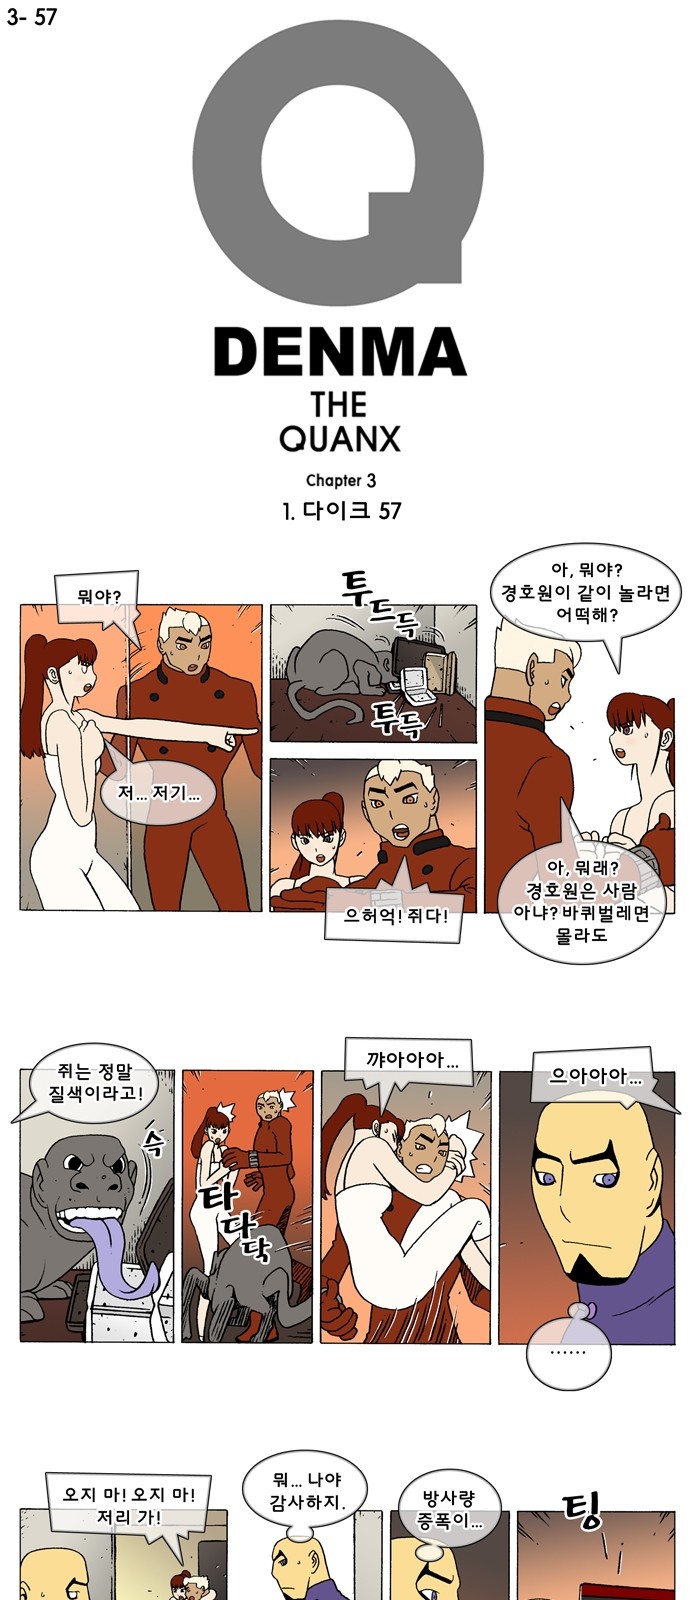 3- 57
Q
DENMA
THE
QUANX
Chapter 3
1. 다이크 57
뭐야?
저... 저기...
투드득
투둑
으허억! 쥐다!
아, 뭐야?
경호원이 같이 놀라면
어떡해?
아, 뭐래?
경호원은 사람
아냐? 바퀴벌레면
몰라도
쥐는 정말
질색이라고!
슥
타다닥
꺄아아아...
으아아아...
......
오지 마! 오지 마!
저리 가!
뭐... 나야
감사하지.
방사량
증폭이...
팅